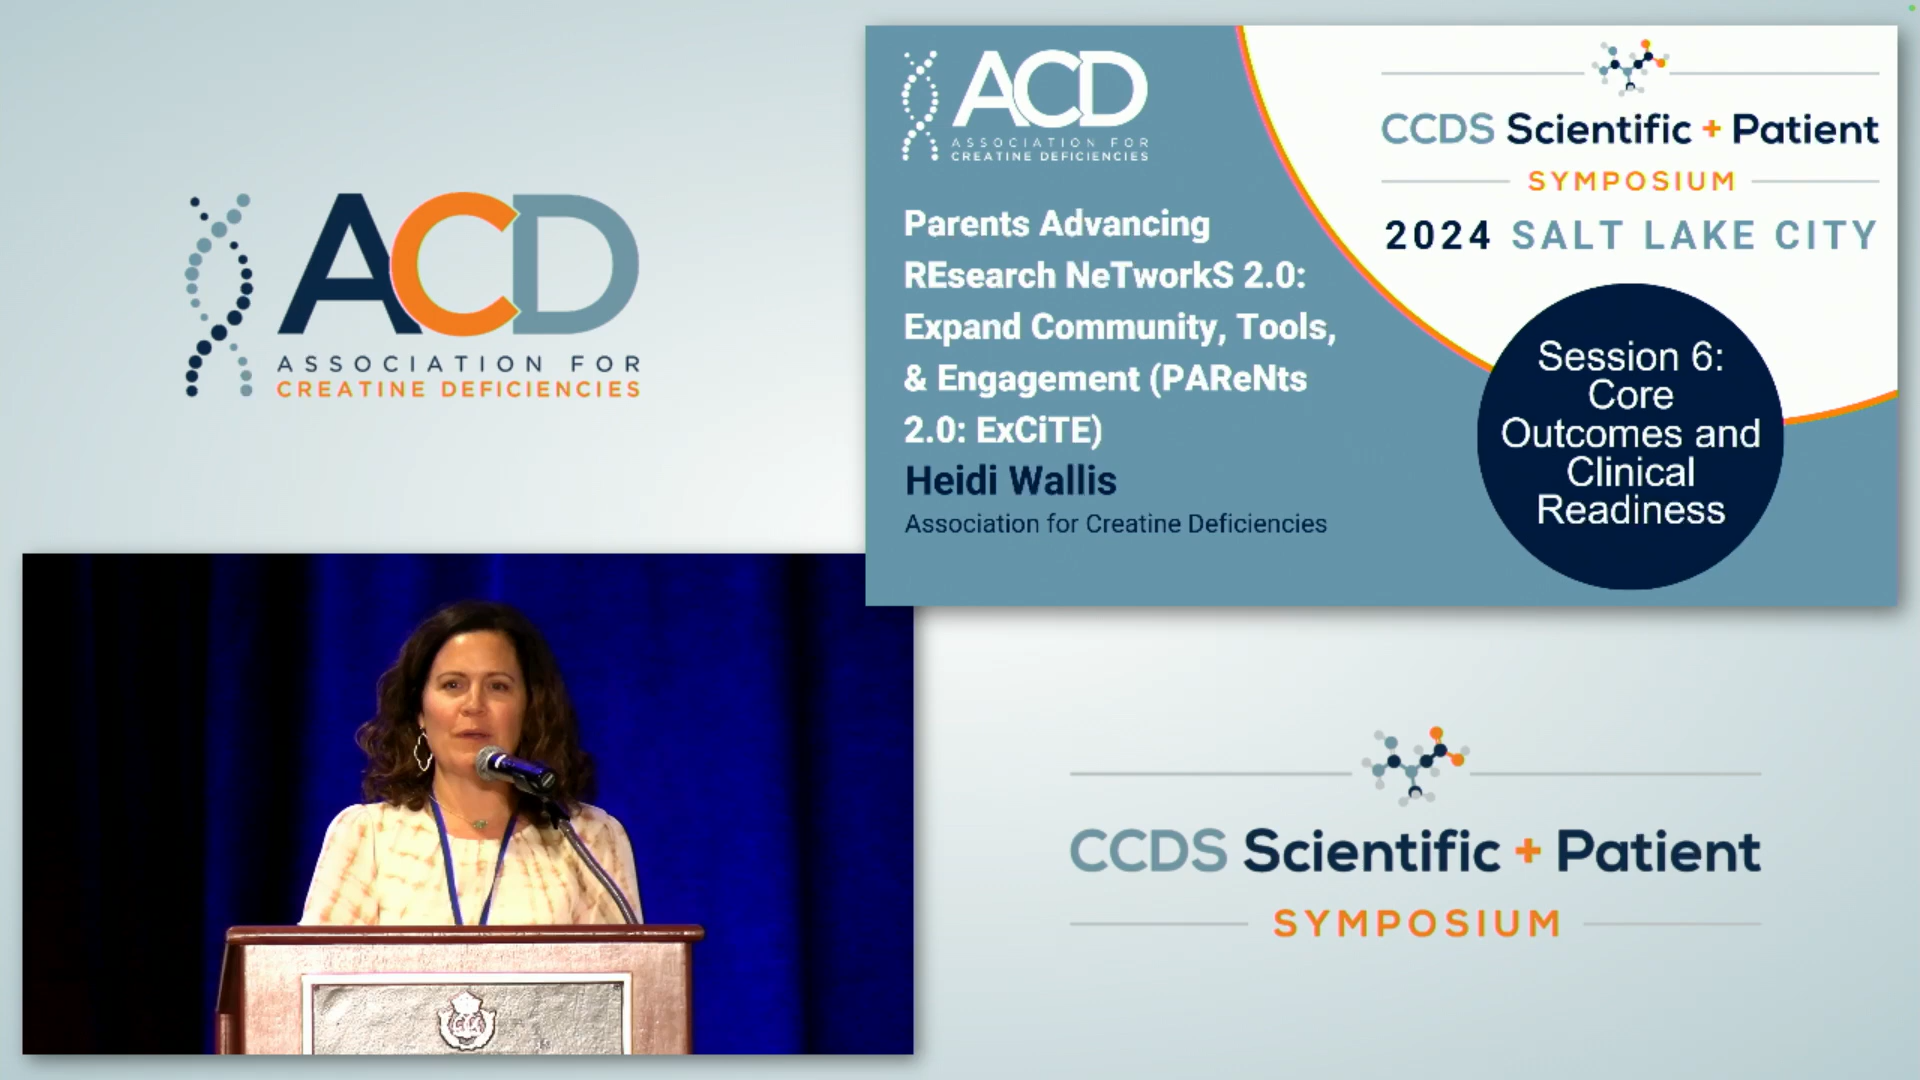 ACD
ASSOCIATION FOR
CREATINE DEFICIENCIES
ACD
ASSOCIATION FOR
CREATINE DEFICIENCIES
Parents Advancing
REsearch NeTworkS 2.0:
Expand Community, Tools,
& Engagement (PAReNts
2.0: ExCiTE)
Heidi Wallis
Association for Creatine Deficiencies
CCDS Scientific + Patient
SYMPOSIUM
2024 SALT LAKE CITY
Session 6:
Core
Outcomes and
Clinical
Readiness
CCDS Scientific + Patient
SYMPOSIUM